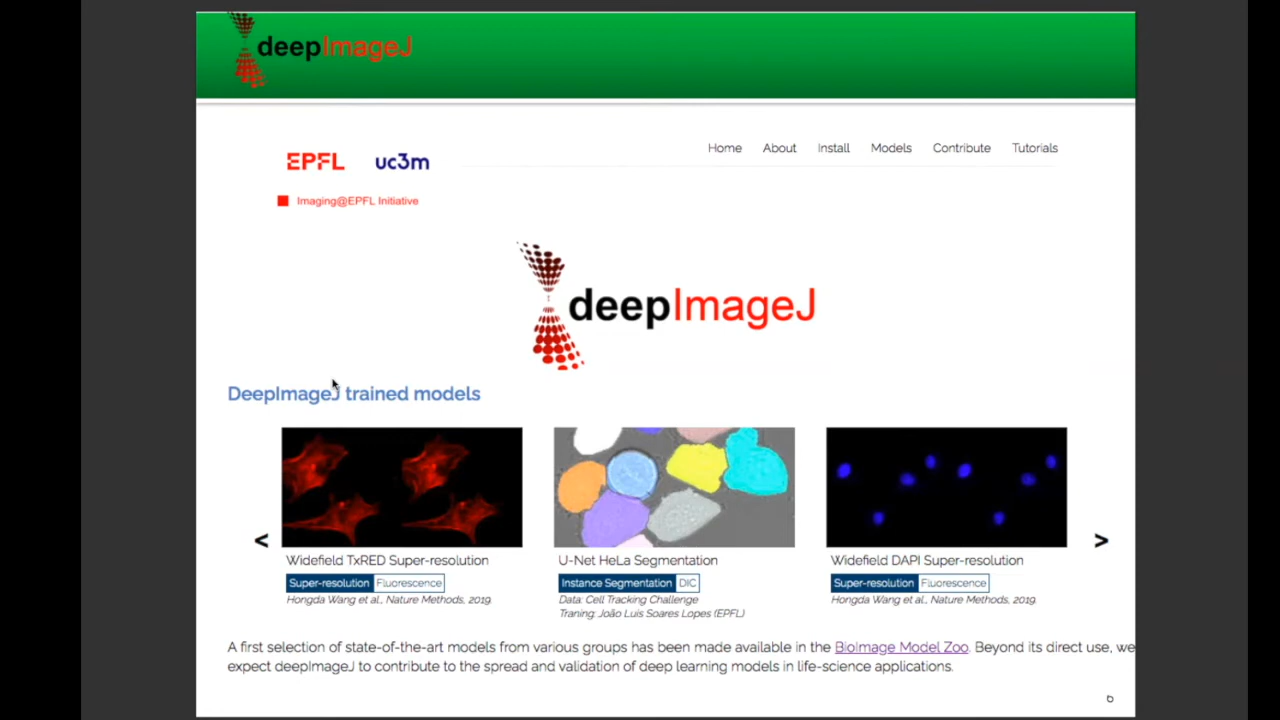 deepImageJ
Home About Install Models Contribute Tutorials
EPFL uc3m
Imaging@EPFL Initiative
deepImageJ
DeepImageJ trained models
< >
Widefield TxRED Super-resolution
Super-resolution Fluorescence
Hongda Wang et al., Nature Methods, 2019.
U-Net HeLa Segmentation
Instance Segmentation DIC
Data: Cell Tracking Challenge
Traning: João Luis Soares Lopes (EPFL)
Widefield DAPI Super-resolution
Super-resolution Fluorescence
Hongda Wang et al., Nature Methods, 2019.
A first selection of state-of-the-art models from various groups has been made available in the BioImage Model Zoo. Beyond its direct use, we
expect deepImageJ to contribute to the spread and validation of deep learning models in life-science applications.
6